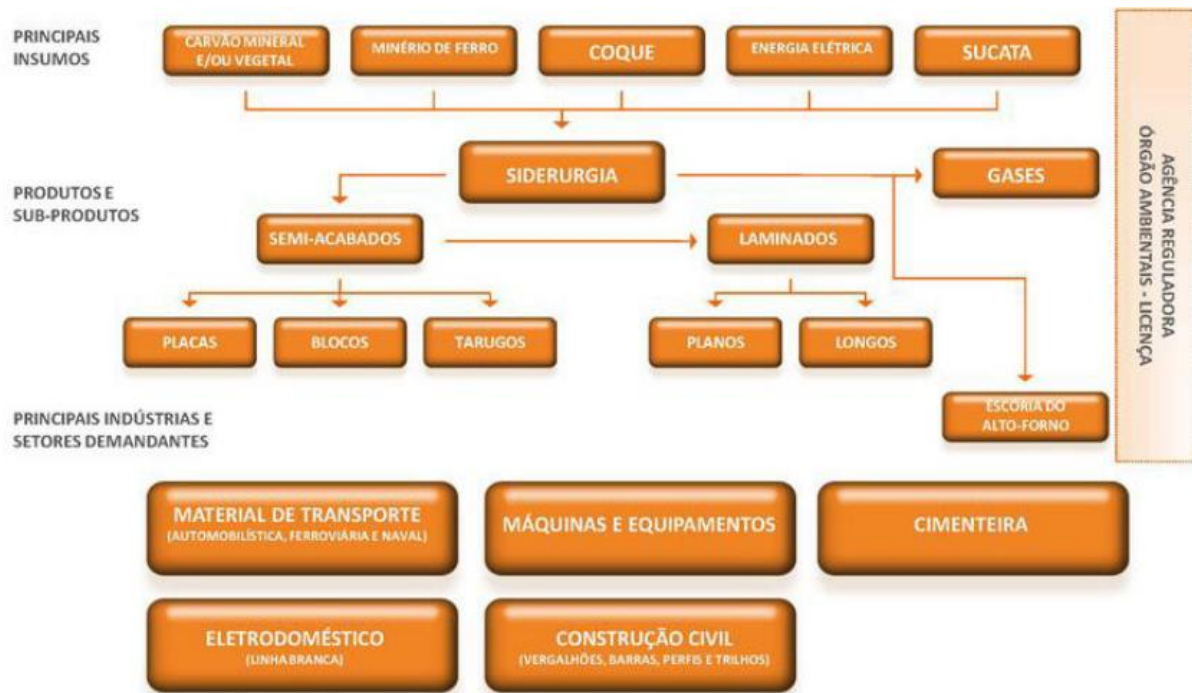 PRINCIPAIS
INSUMOS
CARVÃO MINERAL
E/OU VEGETAL
MINÉRIO DE FERRO
COQUE
ENERGIA ELÉTRICA
SUCATA
SIDERURGIA
GASES
PRODUTOS E
SUB-PRODUTOS
SEMI-ACABADOS
LAMINADOS
PLACAS
BLOCOS
TARUGOS
PLANOS
LONGOS
ESCÓRIA DO
ALTO-FORNO
PRINCIPAIS INDÚSTRIAS E
SETORES DEMANDANTES
MATERIAL DE TRANSPORTE
(AUTOMOBILÍSTICA, FERROVIÁRIA E NAVAL)
MÁQUINAS E EQUIPAMENTOS
CIMENTEIRA
ELETRODOMÉSTICO
(LINHA BRANCA)
CONSTRUÇÃO CIVIL
(VERGALHÕES, BARRAS, PERFIS E TRILHOS)
AGÊNCIA REGULADORA
ÓRGÃO AMBIENTAIS - LICENÇA